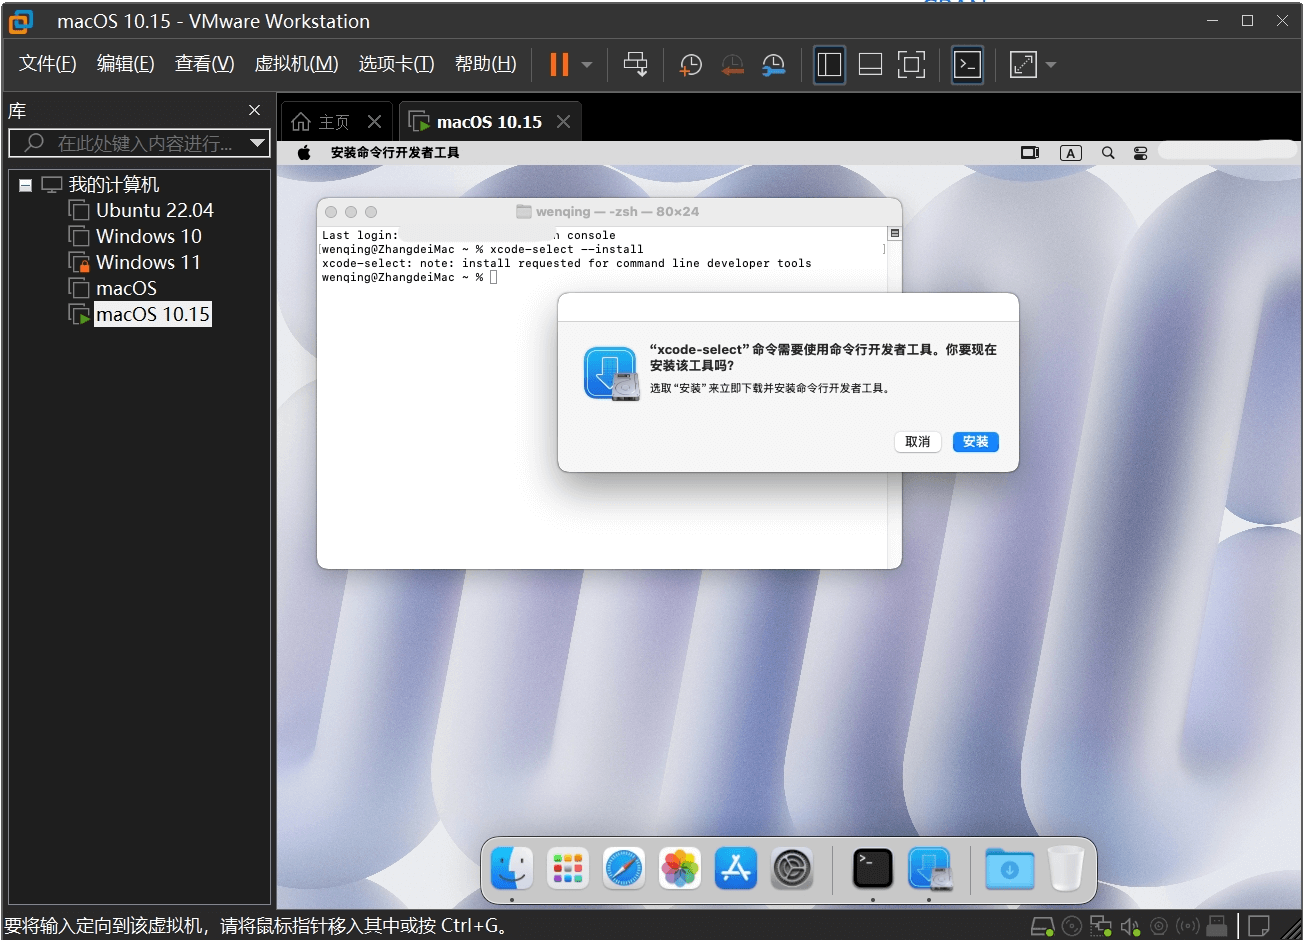 macOS 10.15 - VMware Workstation
文件(F) 编辑(E) 查看(V) 虚拟机(M) 选项卡(T) 帮助(H)
库
在此处键入内容进行...
我的计算机
Ubuntu 22.04
Windows 10
Windows 11
macOS
macOS 10.15
主页
macOS 10.15
安装命令行开发者工具
A
wenqing — -zsh — 80×24
Last login: console
wenqing@ZhangdeiMac ~ % xcode-select --install
xcode-select: note: install requested for command line developer tools
wenqing@ZhangdeiMac ~ %
“xcode-select”命令需要使用命令行开发者工具。你要现在
安装该工具吗?
选取“安装”来立即下载并安装命令行开发者工具。
取消 安装
要将输入定向到该虚拟机，请将鼠标指针移入其中或按 Ctrl+G。